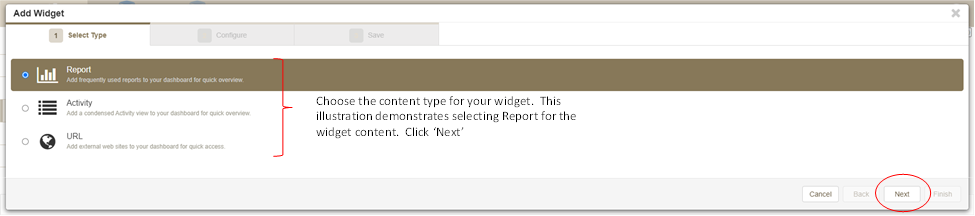 Add Widget
1 Select Type
Configure
Save
Report
Add frequently used reports to your dashboard for quick overview.
Activity
Add a condensed Activity view to your dashboard for quick overview.
URL
Add external web sites to your dashboard for quick access.
Choose the content type for your widget.  This
illustration demonstrates selecting Report for the
widget content.  Click ‘Next’
Cancel
Back
Next
Finish